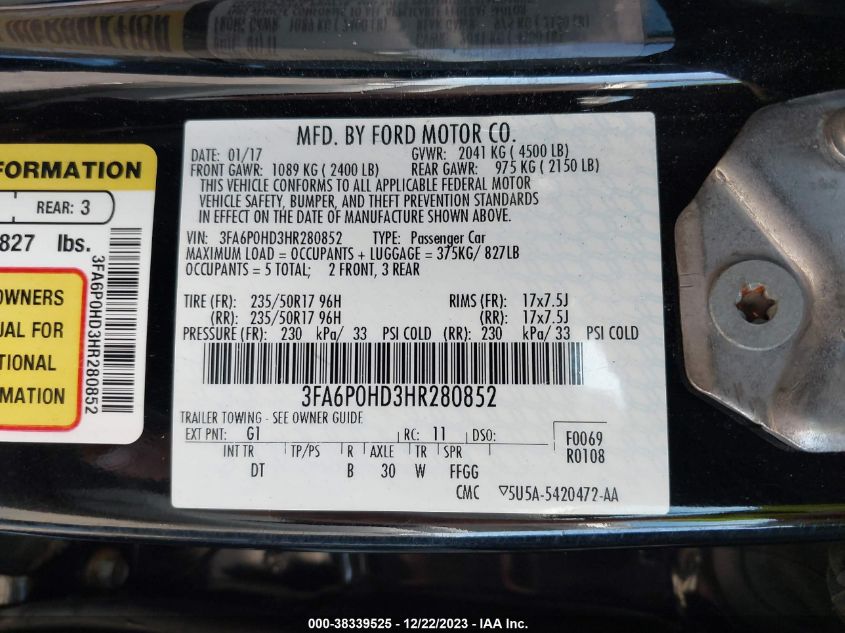 MFD. BY FORD MOTOR CO.
DATE: 01/17 GVWR: 2041 KG ( 4500 LB)
FRONT GAWR: 1089 KG ( 2400 LB) REAR GAWR: 975 KG ( 2150 LB)
THIS VEHICLE CONFORMS TO ALL APPLICABLE FEDERAL MOTOR
VEHICLE SAFETY, BUMPER, AND THEFT PREVENTION STANDARDS
IN EFFECT ON THE DATE OF MANUFACTURE SHOWN ABOVE.
VIN: 3FA6P0HD3HR280852 TYPE: Passenger Car
MAXIMUM LOAD = OCCUPANTS + LUGGAGE = 375KG/ 827LB
OCCUPANTS = 5 TOTAL; 2 FRONT, 3 REAR
TIRE (FR): 235/50R17 96H RIMS (FR): 17x7.5J
(RR): 235/50R17 96H (RR): 17x7.5J
PRESSURE (FR): 230 kPa/ 33 PSI COLD (RR): 230 kPa/ 33 PSI COLD
3FA6P0HD3HR280852
TRAILER TOWING - SEE OWNER GUIDE
EXT PNT: G1 RC: 11 DSO: F0069
INT TR TP/PS R AXLE TR SPR R0108
DT B 30 W FFGG
CMC ▽5U5A-5420472-AA
FORMATION
REAR: 3
827 lbs.
OWNERS
UAL FOR
TIONAL
RMATION
3FA6P0HD3HR280852
000-38339525 - 12/22/2023 - IAA Inc.